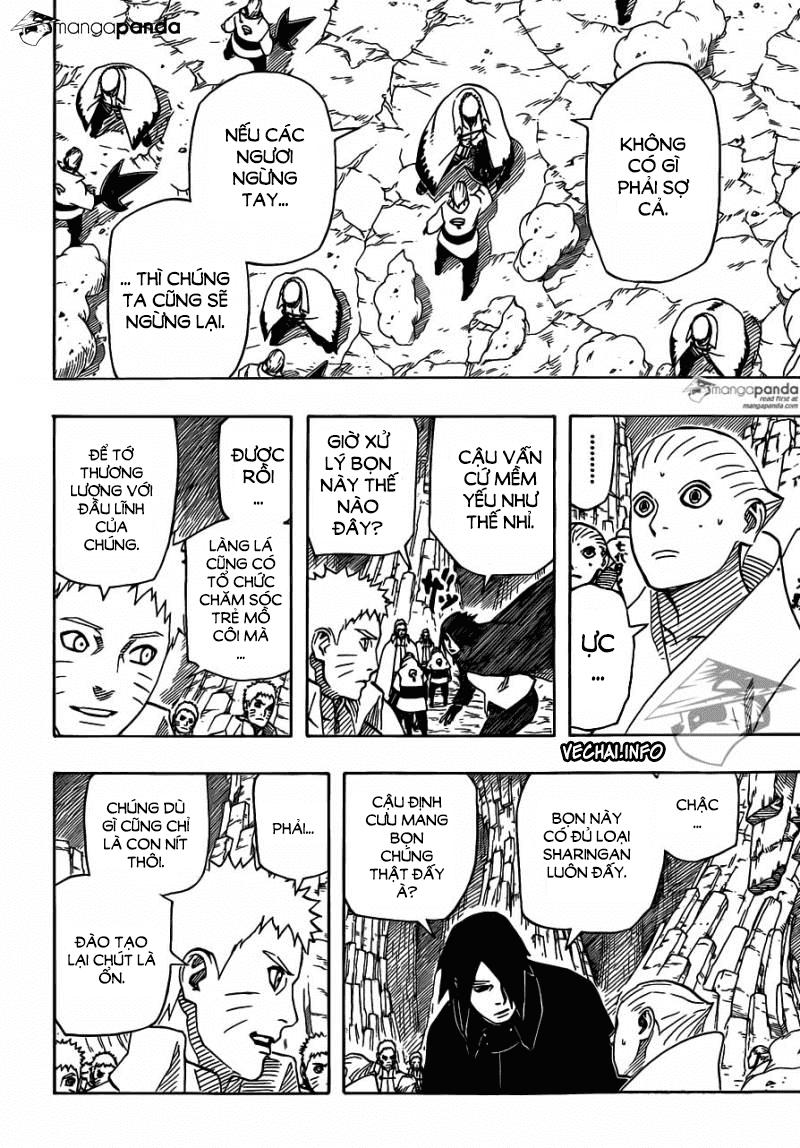 mangapanda
KHÔNG
CÓ GÌ
PHẢI SỢ
CẢ.
NẾU CÁC
NGƯƠI
NGỪNG
TAY...
... THÌ CHÚNG
TA CŨNG SẼ
NGỪNG LẠI.
mangapanda
read first at
mangapanda.com
..........
七代
ỰC
...
CẬU VẪN
CỨ MỀM
YẾU NHƯ
THẾ NHỈ.
GIỜ XỬ
LÝ BỌN
NÀY THẾ
NÀO
ĐÂY?
ĐƯỢC
RỒI
...
LÀNG LÁ
CŨNG CÓ
TỔ CHỨC
CHĂM SÓC
TRẺ MỒ
CÔI MÀ
...
ĐỂ TỚ
THƯƠNG
LƯỢNG VỚI
ĐẦU LĨNH
CỦA
CHÚNG.
VECHAI.INFO
CHẬC
...
BỌN NÀY
CÓ ĐỦ LOẠI
SHARINGAN
LUÔN ĐẤY.
CẬU ĐỊNH
CƯU MANG
BỌN
CHÚNG
THẬT ĐẤY
À?
PHẢI...
CHÚNG DÙ
GÌ CŨNG CHỈ
LÀ CON NÍT
THÔI.
ĐÀO TẠO
LẠI CHÚT LÀ
ỔN.